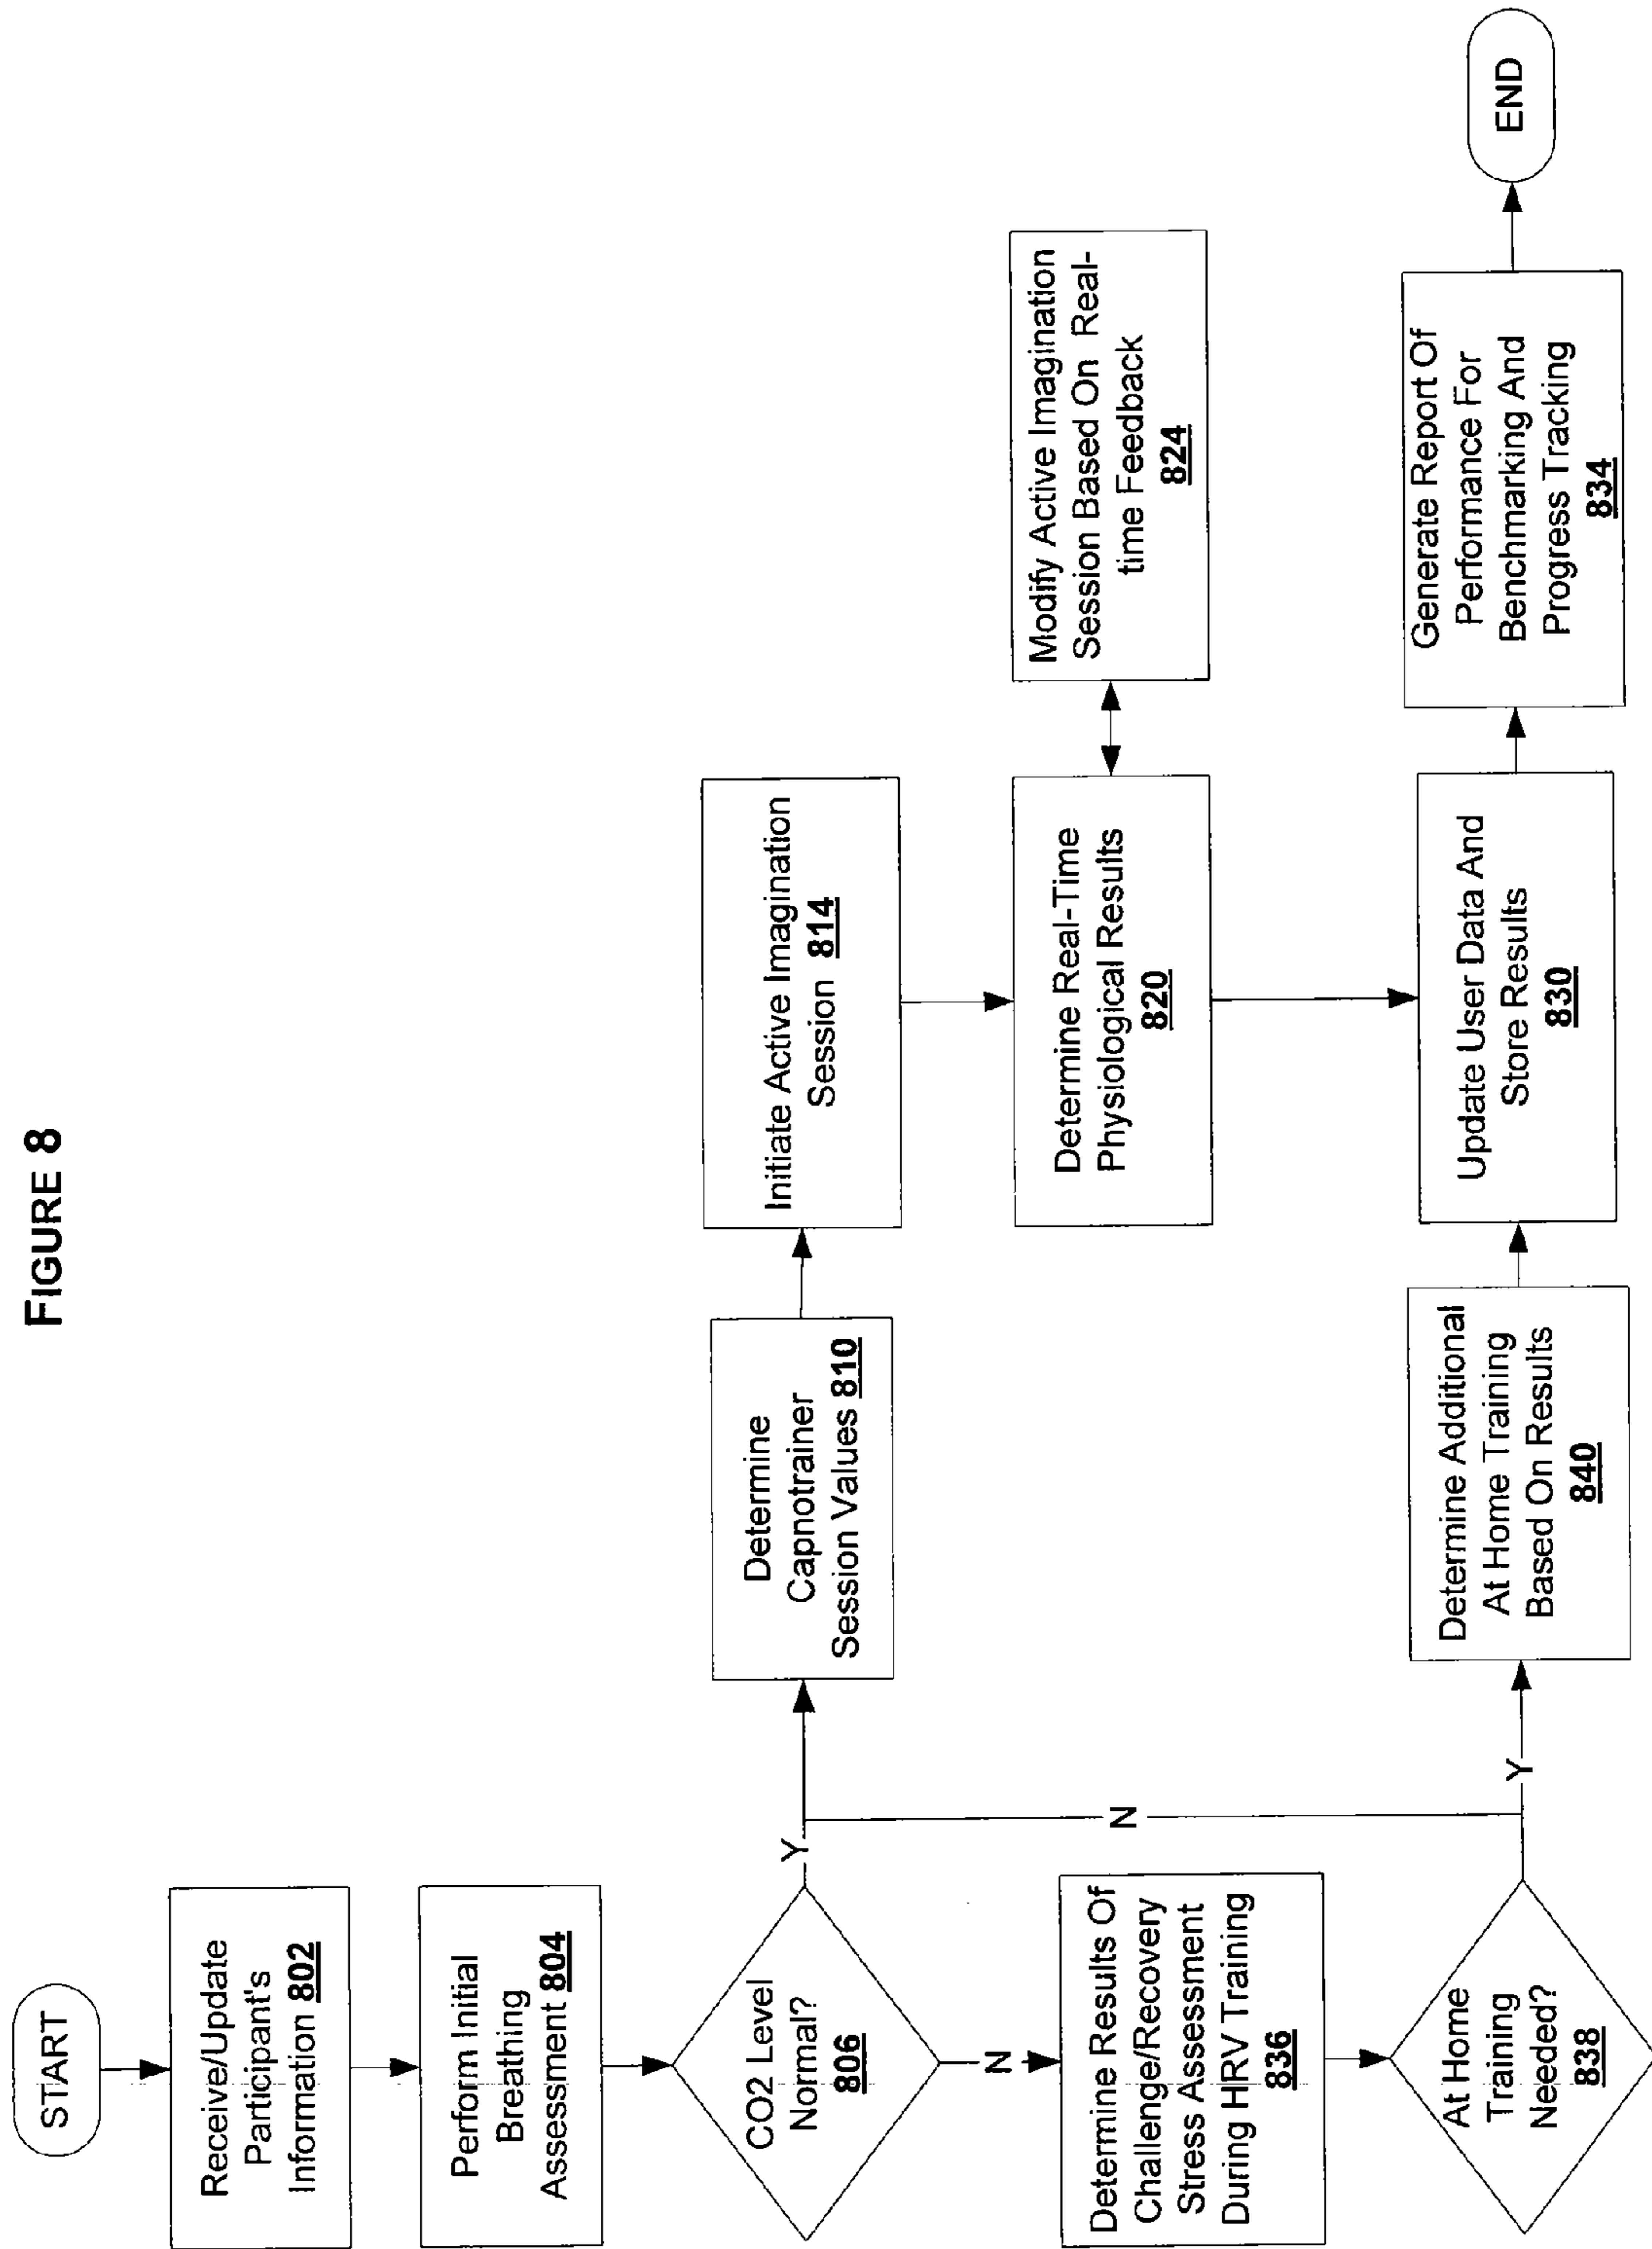 FIGURE 8
START
Receive/Update
Participant's
Information 802
Perform Initial
Breathing
Assessment 804
CO2 Level
Normal?
806
Y
N
Determine
Capnotrainer
Session Values 810
Initiate Active Imagination
Session 814
Determine Real-Time
Physiological Results
820
Modify Active Imagination
Session Based On Real-
time Feedback
824
Determine Results Of
Challenge/Recovery
Stress Assessment
During HRV Training
836
At Home
Training
Needed?
838
N
Y
Determine Additional
At Home Training
Based On Results
840
Update User Data And
Store Results
830
Generate Report Of
Performance For
Benchmarking And
Progress Tracking
834
END